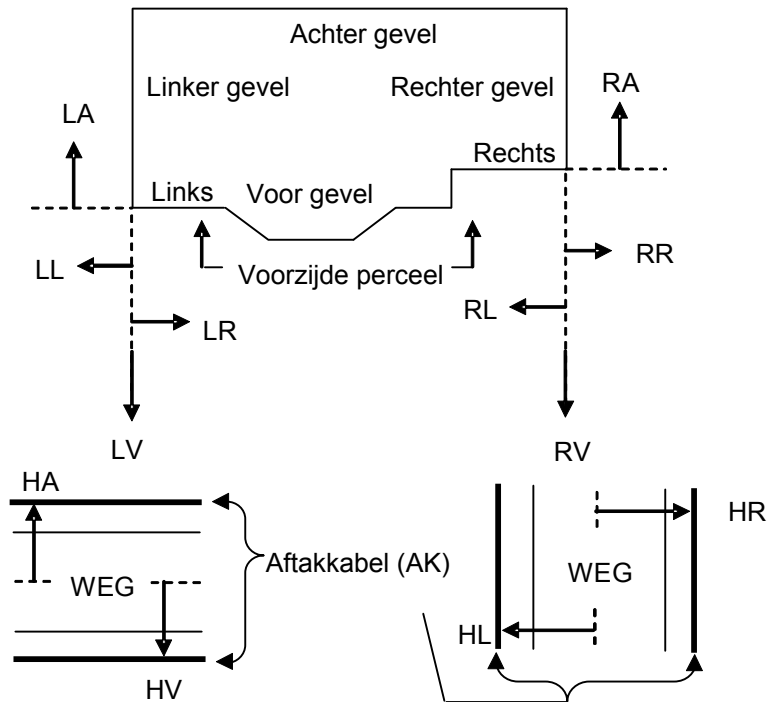 Achter gevel
Linker gevel Rechter gevel
LA RA
Rechts
Links Voor gevel
LL Voorzijde perceel RR
RL
LR
LV RV
HA
HR
WEG Aftakkabel (AK) WEG
HL
HV